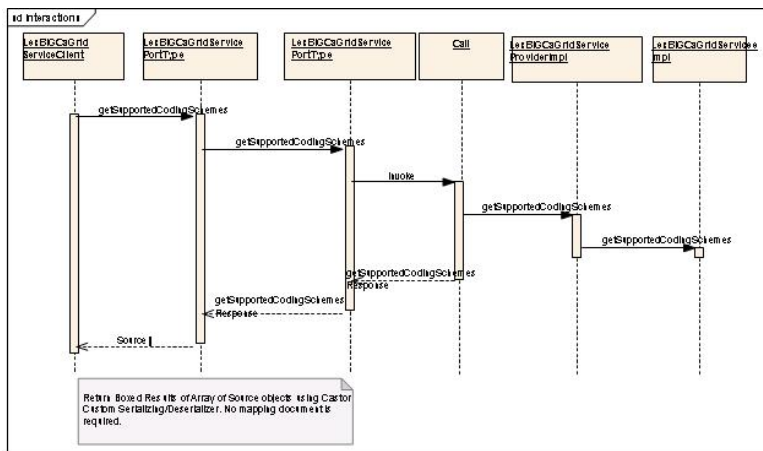 sd Interactions
LexBIGCaGrid
ServiceClient
LexBIGCaGridService
PortType
LexBIGCaGridService
PortType
Call
LexBIGCaGridService
ProviderImpl
LexBIGCaGridService
Impl
getSupportedCodingSchemes
getSupportedCodingSchemes
invoke
getSupportedCodingSchemes
getSupportedCodingSchemes
getSupportedCodingSchemes
Response
getSupportedCodingSchemes
Response
Source[]
Return Boxed Results of Array of Source objects using Castor
Custom Serializing/Deserializer. No mapping document is
required.